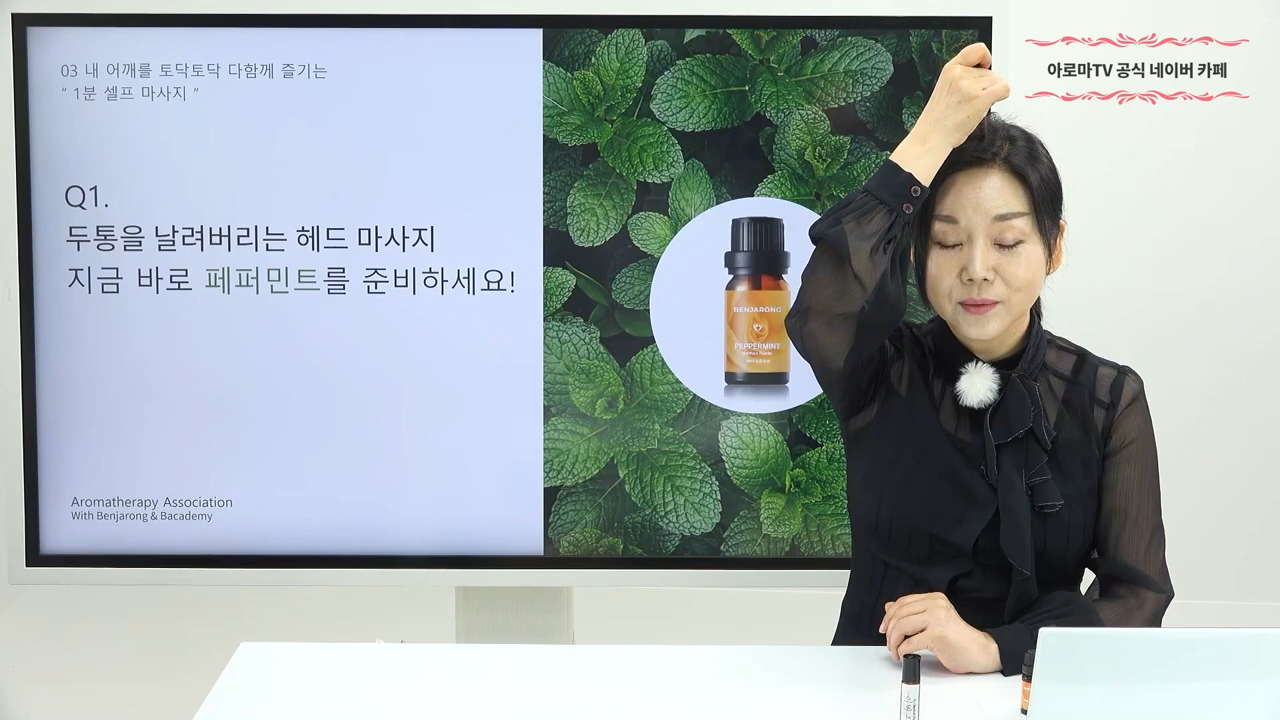 03 내 어깨를 토닥토닥 다함께 즐기는
“ 1분 셀프 마사지 ”
Q1.
두통을 날려버리는 헤드 마사지
지금 바로 페퍼민트를 준비하세요!
Aromatherapy Association
With Benjarong & Bacademy
BENJARONG
PEPPERMINT
아로마TV 공식 네이버 카페